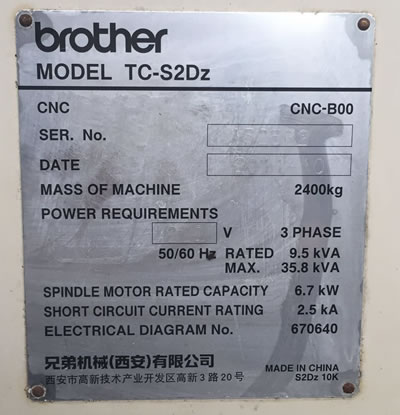 brother
MODEL TC-S2Dz
CNC CNC-B00
SER. No.
DATE
MASS OF MACHINE 2400kg
POWER REQUIREMENTS
V 3 PHASE
50/60 Hz RATED 9.5 kVA
MAX. 35.8 kVA
SPINDLE MOTOR RATED CAPACITY 6.7 kW
SHORT CIRCUIT CURRENT RATING 2.5 kA
ELECTRICAL DIAGRAM No. 670640
兄弟机械(西安)有限公司
西安市高新技术产业开发区高新3路20号
MADE IN CHINA
S2Dz 10K